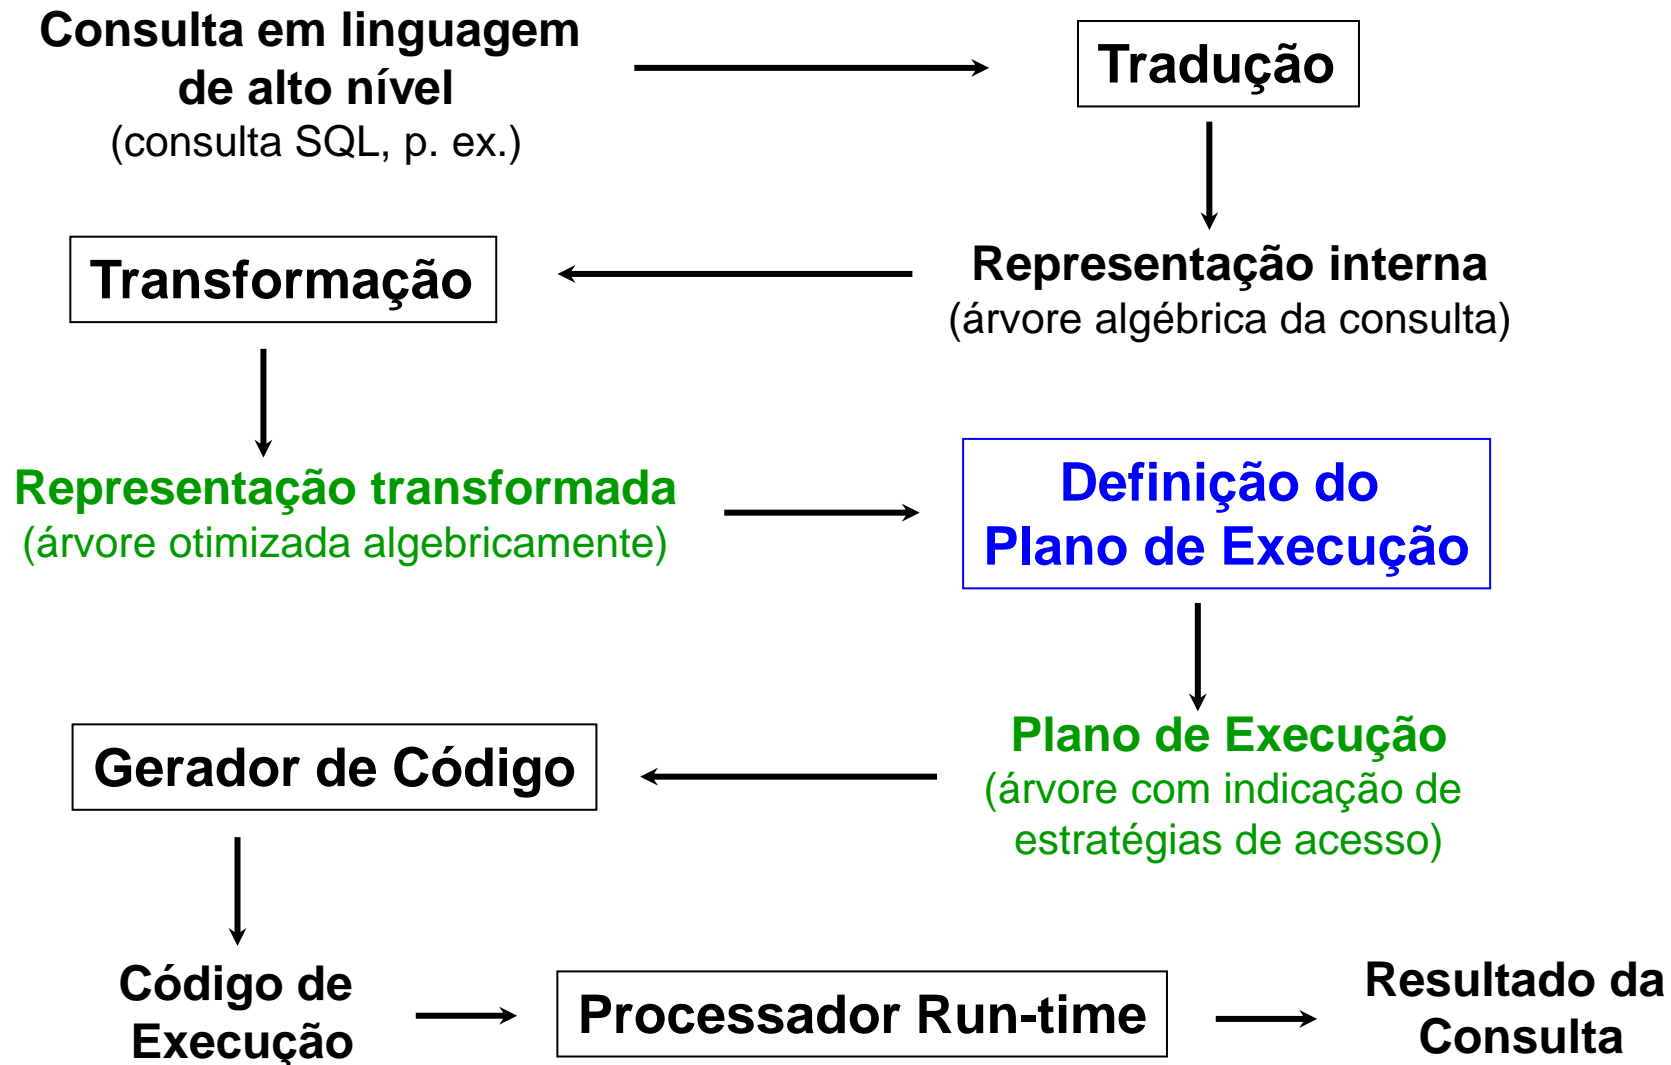 Consulta em linguagem
de alto nível
(consulta SQL, p. ex.)
Tradução
Representação interna
(árvore algébrica da consulta)
Transformação
Representação transformada
(árvore otimizada algebricamente)
Definição do
Plano de Execução
Plano de Execução
(árvore com indicação de
estratégias de acesso)
Gerador de Código
Código de
Execução
Processador Run-time
Resultado da
Consulta